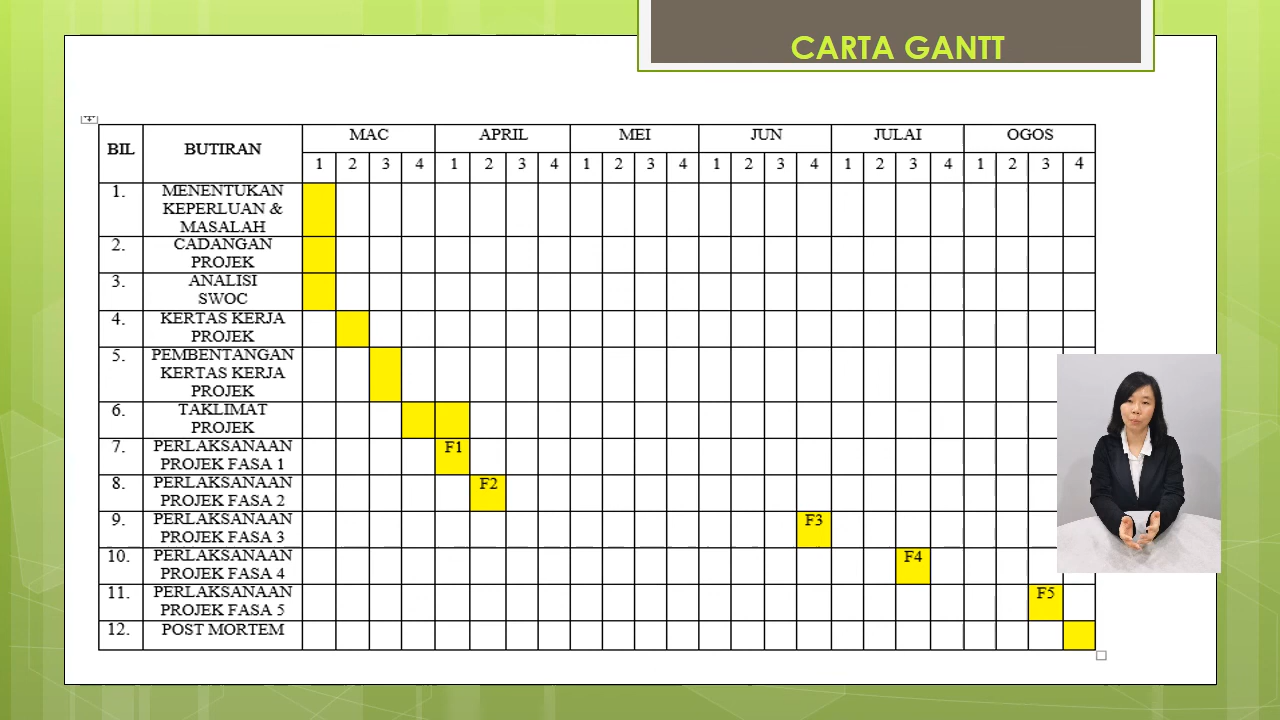 CARTA GANTT
BIL BUTIRAN MAC APRIL MEI JUN JULAI OGOS
1 2 3 4 1 2 3 4 1 2 3 4 1 2 3 4 1 2 3 4 1 2 3 4
1. MENENTUKAN
KEPERLUAN &
MASALAH
2. CADANGAN
PROJEK
3. ANALISI
SWOC
4. KERTAS KERJA
PROJEK
5. PEMBENTANGAN
KERTAS KERJA
PROJEK
6. TAKLIMAT
PROJEK
7. PERLAKSANAAN F1
PROJEK FASA 1
8. PERLAKSANAAN F2
PROJEK FASA 2
9. PERLAKSANAAN F3
PROJEK FASA 3
10. PERLAKSANAAN F4
PROJEK FASA 4
11. PERLAKSANAAN F5
PROJEK FASA 5
12. POST MORTEM